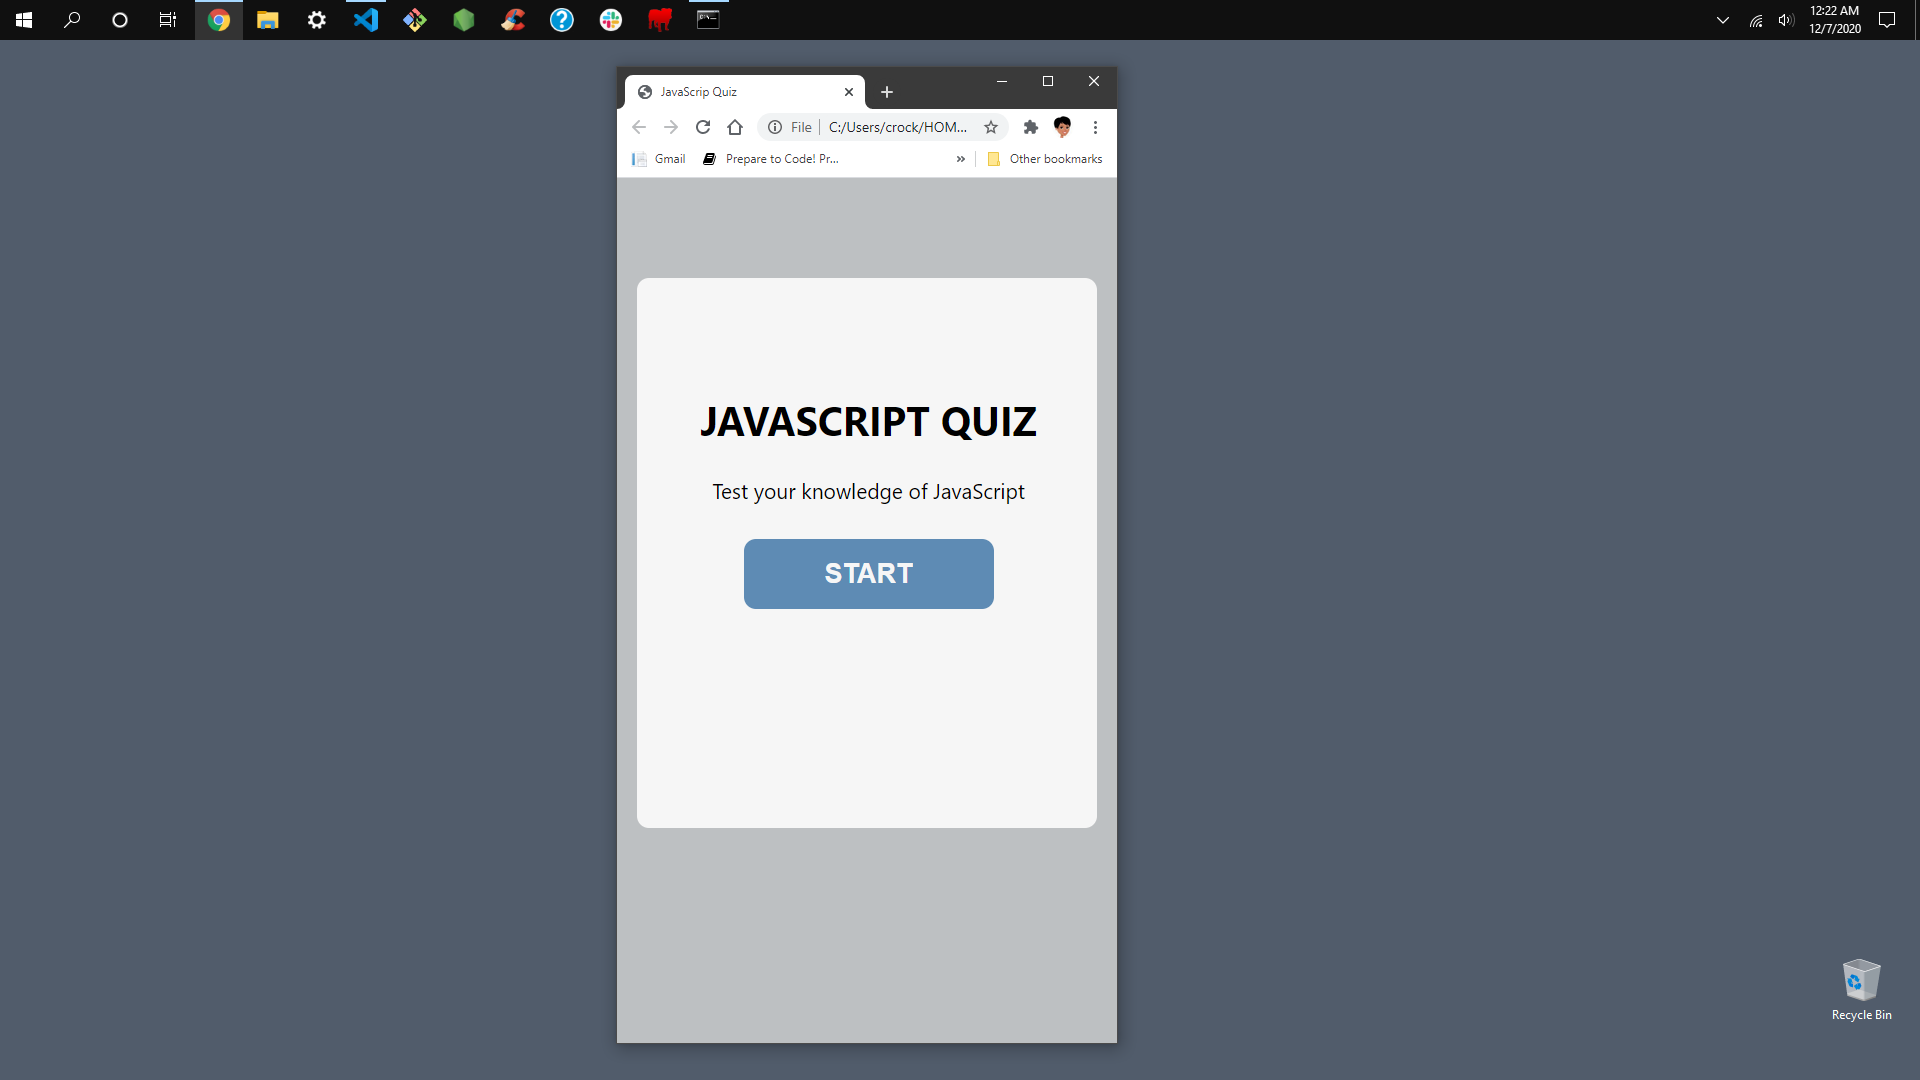 12:22 AM
12/7/2020
JavaScrip Quiz
File
C:/Users/crock/HOM...
Gmail
Prepare to Code! Pr...
»
Other bookmarks
JAVASCRIPT QUIZ
Test your knowledge of JavaScript
START
Recycle Bin